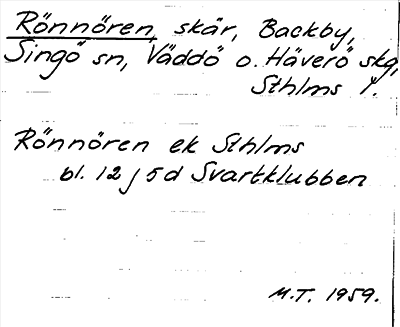 Rönnören, skär, Backby,
Singö sn, Väddö o. Häverö skg,
Sthlms l.
Rönnören ek Sthlms
bl. 12 j 5d Svartklubben
M.T. 1959.